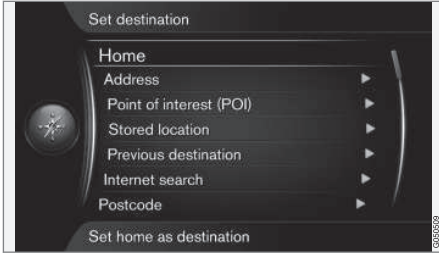 Set destination
Home
Address
Point of interest (POI)
Stored location
Previous destination
Internet search
Postcode
Set home as destination
G050509